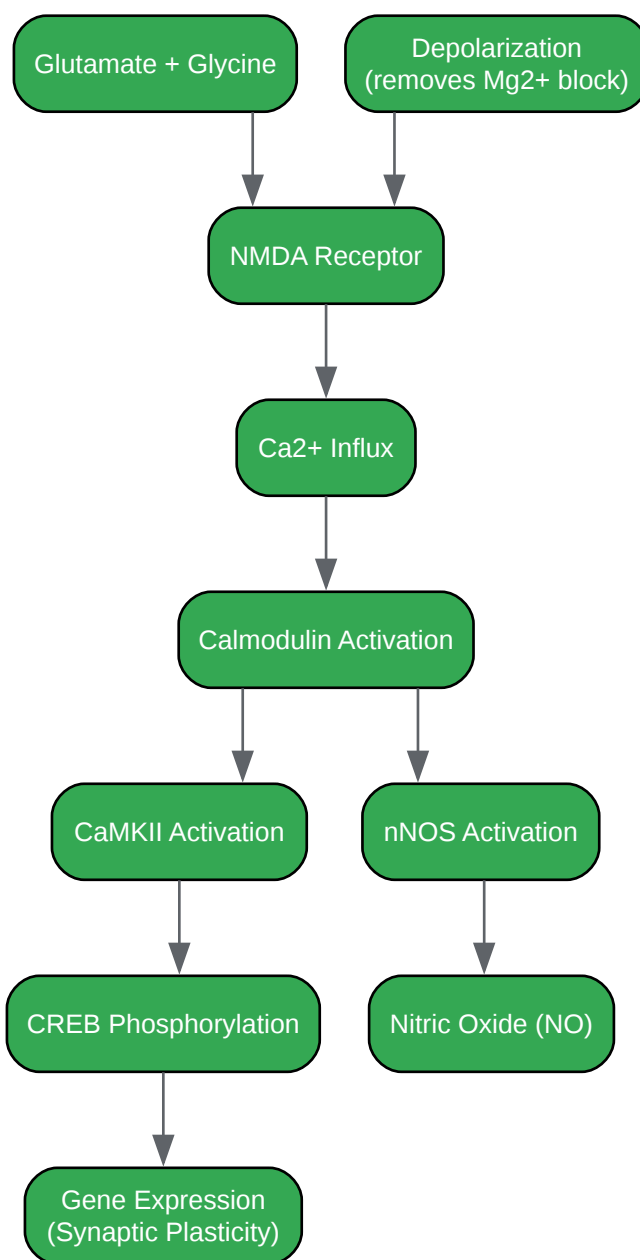 Glutamate + Glycine
Depolarization
(removes Mg2+ block)
NMDA Receptor
Ca2+ Influx
Calmodulin Activation
CaMKII Activation
nNOS Activation
CREB Phosphorylation
Nitric Oxide (NO)
Gene Expression
(Synaptic Plasticity)